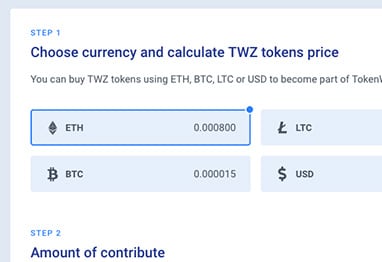 STEP 1
Choose currency and calculate TWZ tokens price
You can buy TWZ tokens using ETH, BTC, LTC or USD to become part of TokenW
ETH 0.000800 LTC
BTC 0.000015 USD
STEP 2
Amount of contribute